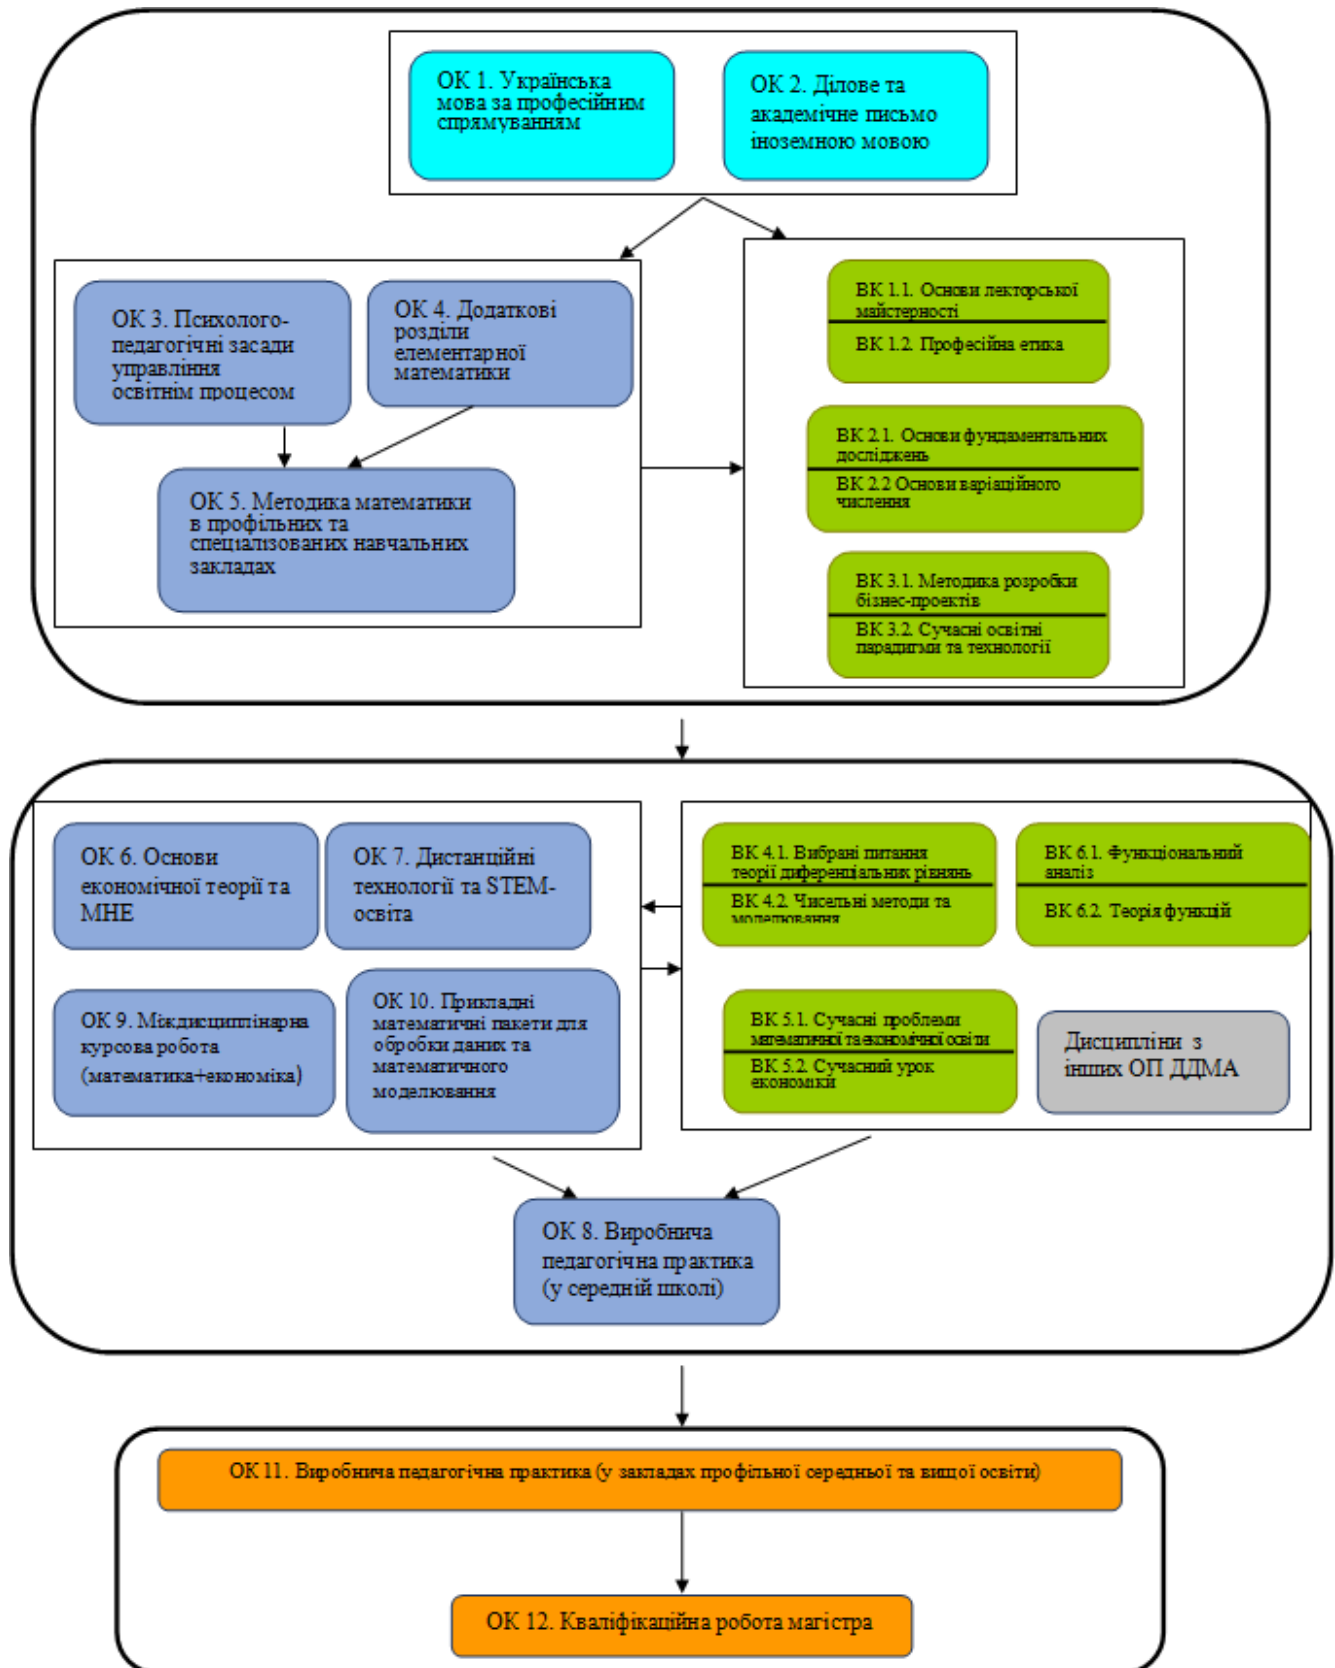 ОК 1. Українська
мова за професійним
спрямуванням
ОК 2. Ділове та
академічне письмо
іноземною мовою
ОК 3. Психолого-
педагогічні засади
управління
освітнім процесом
ОК 4. Додаткові
розділи
елементарної
математики
ОК 5. Методика математики
в профільних та
спеціалізованих навчальних
закладах
ВК 1.1. Основи лекторської
майстерності
ВК 1.2. Професійна етика
ВК 2.1. Основи фундаментальних
досліджень
ВК 2.2 Основи варіаційного
числення
ВК 3.1. Методика розробки
бізнес-проектів
ВК 3.2. Сучасні освітні
парадигми та технології
ОК 6. Основи
економічної теорії та
МНЕ
ОК 7. Дистанційні
технології та STEM-
освіта
ОК 9. Міждисциплінарна
курсова робота
(математика+економіка)
ОК 10. Прикладні
математичні пакети для
обробки даних та
математичного
моделювання
ВК 4.1. Вибрані питання
теорії диференціальних рівнянь
ВК 4.2. Чисельні методи та
моделювання
ВК 6.1. Функціональний
аналіз
ВК 6.2. Теорія функцій
ВК 5.1. Сучасні проблеми
математичної та економічної освіти
ВК 5.2. Сучасний урок
економіки
Дисципліни з
інших ОП ДДМА
ОК 8. Виробнича
педагогічна практика
(у середній школі)
ОК 11. Виробнича педагогічна практика (у закладах профільної середньої та вищої освіти)
ОК 12. Кваліфікаційна робота магістра